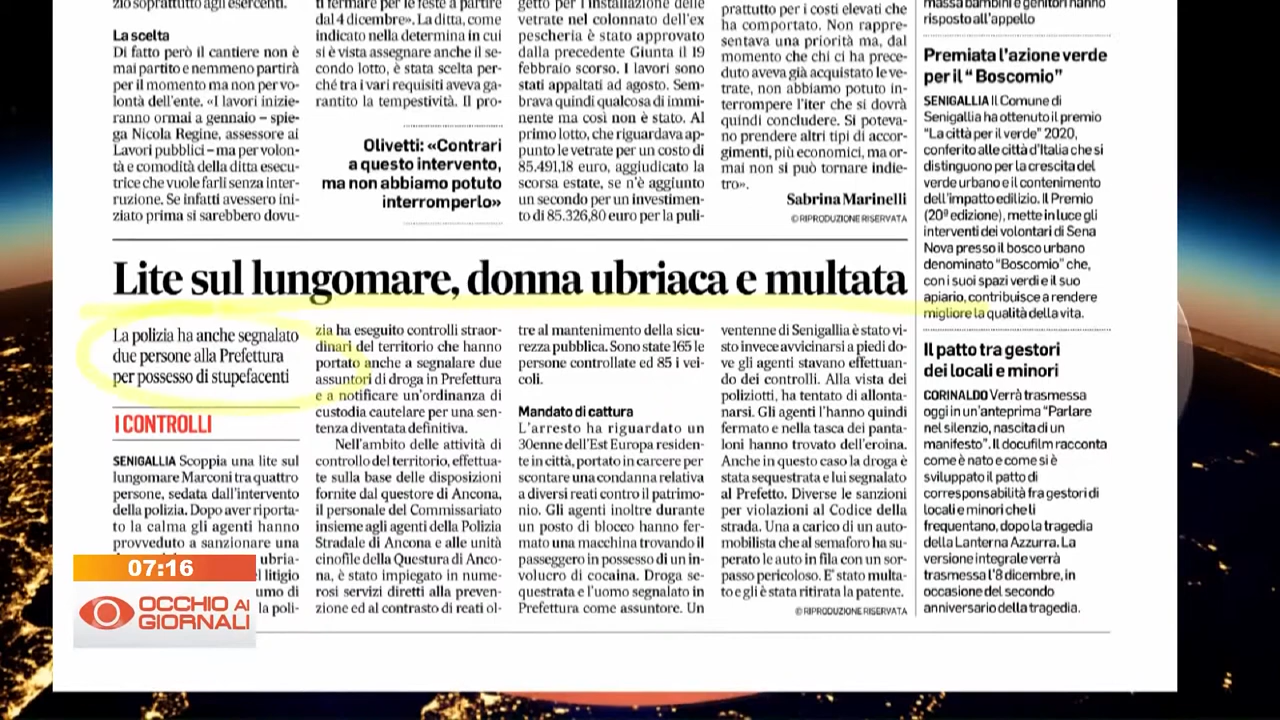 zio soprattutto agli esercenti.
La scelta
Di fatto però il cantiere non è
mai partito e nemmeno partirà
per il momento ma non per vo-
lontà dell'ente. «I lavori inizie-
ranno ormai a gennaio – spie-
ga Nicola Regine, assessore ai
Lavori pubblici – ma per volon-
tà e comodità della ditta esecu-
trice che vuole farli senza inter-
ruzione. Se infatti avessero ini-
ziato prima si sarebbero dovu-
ti fermare per le feste a partire
dal 4 dicembre». La ditta, come
indicato nella determina in cui
si è vista assegnare anche il se-
condo lotto, è stata scelta per-
ché tra i vari requisiti aveva ga-
rantito la tempestività. Il pro-
Olivetti: «Contrari
a questo intervento,
ma non abbiamo potuto
interromperlo»
getto per l'installazione delle
vetrate nel colonnato dell'ex
pescheria è stato approvato
dalla precedente Giunta il 19
febbraio scorso. I lavori sono
stati appaltati ad agosto. Sem-
brava quindi qualcosa di immi-
nente ma così non è stato. Al
primo lotto, che riguardava ap-
punto le vetrate per un costo di
85.491,18 euro, aggiudicato la
scorsa estate, se n'è aggiunto
un secondo per un investimen-
to di 85.326,80 euro per la puli-
prattutto per i costi elevati che
ha comportato. Non rappre-
sentava una priorità ma, dal
momento che chi ci ha prece-
duto aveva già acquistato le ve-
trate, non abbiamo potuto in-
terrompere l'iter che si dovrà
quindi concludere. Si poteva-
no prendere altri tipi di accor-
gimenti, più economici, ma or-
mai non si può tornare indie-
tro».
Sabrina Marinelli
© RIPRODUZIONE RISERVATA
massa bambini e genitori hanno
risposto all'appello
Premiata l'azione verde
per il “ Boscomio”
SENIGALLIA Il Comune di
Senigallia ha ottenuto il premio
“La città per il verde” 2020,
conferito alle città d'Italia che si
distinguono per la crescita del
verde urbano e il contenimento
dell'impatto edilizio. Il Premio
(20ª edizione), mette in luce gli
interventi dei volontari di Sena
Nova presso il bosco urbano
denominato “Boscomio” che,
con i suoi spazi verdi e il suo
apiario, contribuisce a rendere
migliore la qualità della vita.
Lite sul lungomare, donna ubriaca e multata
La polizia ha anche segnalato
due persone alla Prefettura
per possesso di stupefacenti
I CONTROLLI
SENIGALLIA Scoppia una lite sul
lungomare Marconi tra quattro
persone, sedata dall'intervento
della polizia. Dopo aver riporta-
to la calma gli agenti hanno
provveduto a sanzionare una
ubria-
l litigio
umo di
la poli-
zia ha eseguito controlli straor-
dinari del territorio che hanno
portato anche a segnalare due
assuntori di droga in Prefettura
e a notificare un'ordinanza di
custodia cautelare per una sen-
tenza diventata definitiva.
Nell'ambito delle attività di
controllo del territorio, effettua-
te sulla base delle disposizioni
fornite dal questore di Ancona,
il personale del Commissariato
insieme agli agenti della Polizia
Stradale di Ancona e alle unità
cinofile della Questura di Anco-
na, è stato impiegato in nume-
rosi servizi diretti alla preven-
zione ed al contrasto di reati ol-
tre al mantenimento della sicu-
rezza pubblica. Sono state 165 le
persone controllate ed 85 i vei-
coli.
Mandato di cattura
L'arresto ha riguardato un
30enne dell'Est Europa residen-
te in città, portato in carcere per
scontare una condanna relativa
a diversi reati contro il patrimo-
nio. Gli agenti inoltre durante
un posto di blocco hanno fer-
mato una macchina trovando il
passeggero in possesso di un in-
volucro di cocaina. Droga se-
questrata e l'uomo segnalato in
Prefettura come assuntore. Un
ventenne di Senigallia è stato vi-
sto invece avvicinarsi a piedi do-
ve gli agenti stavano effettuan-
do dei controlli. Alla vista dei
poliziotti, ha tentato di allonta-
narsi. Gli agenti l'hanno quindi
fermato e nella tasca dei panta-
loni hanno trovato dell'eroina.
Anche in questo caso la droga è
stata sequestrata e lui segnalato
al Prefetto. Diverse le sanzioni
per violazioni al Codice della
strada. Una a carico di un auto-
mobilista che al semaforo ha su-
perato le auto in fila con un sor-
passo pericoloso. E' stato multa-
to e gli è stata ritirata la patente.
© RIPRODUZIONE RISERVATA
Il patto tra gestori
dei locali e minori
CORINALDO Verrà trasmessa
oggi in un'anteprima “Parlare
nel silenzio, nascita di un
manifesto”. Il docufilm racconta
come è nato e come si è
sviluppato il patto di
corresponsabilità fra gestori di
locali e minori che li
frequentano, dopo la tragedia
della Lanterna Azzurra. La
versione integrale verrà
trasmessa l'8 dicembre, in
occasione del secondo
anniversario della tragedia.
07:16
OCCHIO AI
GIORNALI